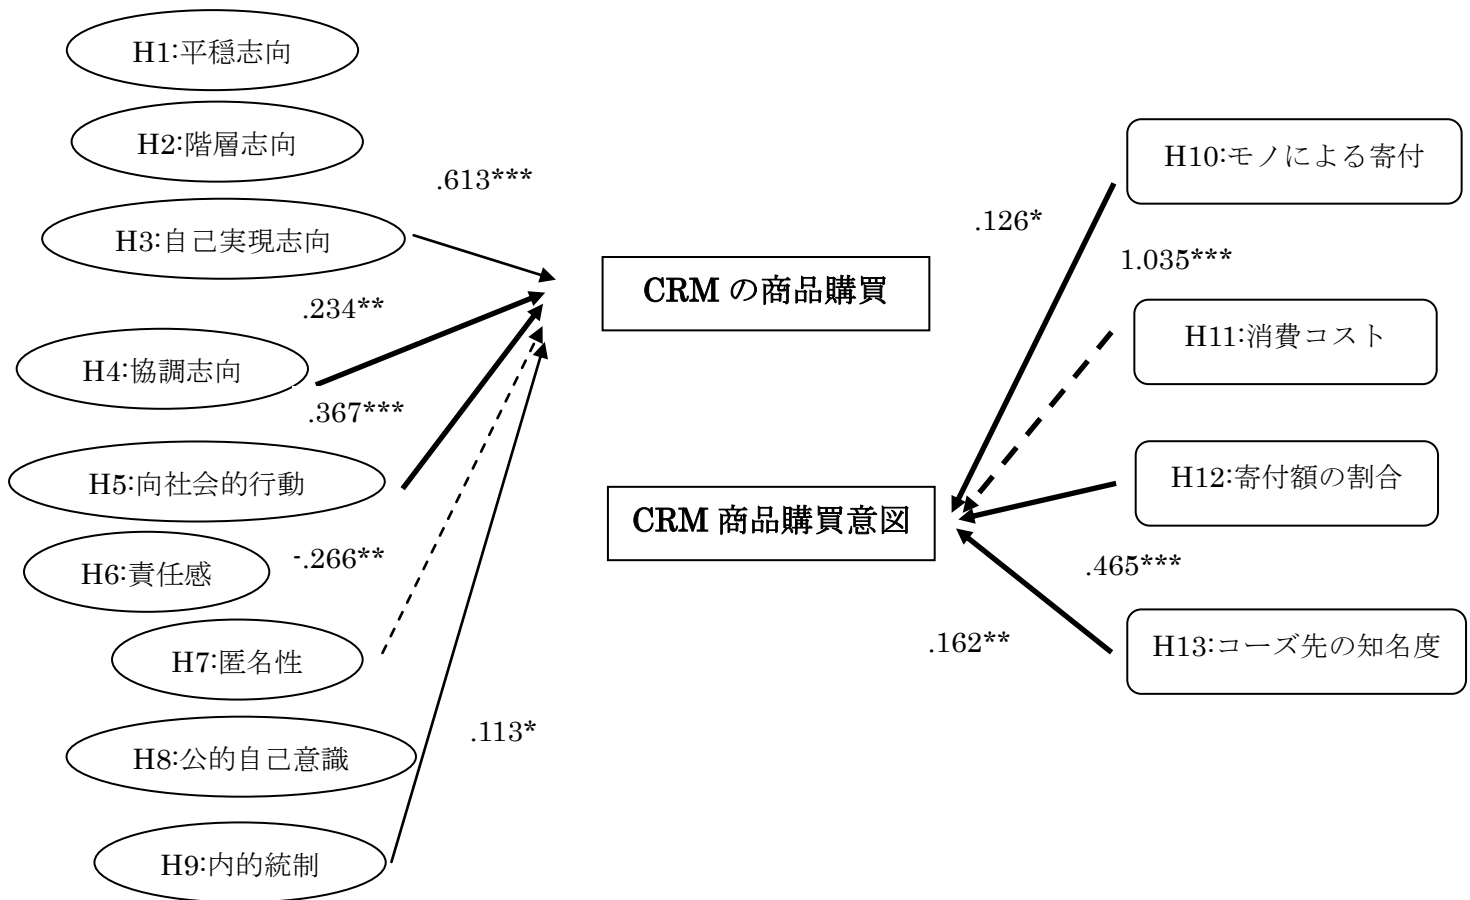 H1:平穏志向
H2:階層志向
.613***
H3:自己実現志向
.234**
H4:協調志向
.367***
H5:向社会的行動
-.266**
H6:責任感
H7:匿名性
.113*
H8:公的自己意識
H9:内的統制
CRM の商品購買
CRM 商品購買意図
H10:モノによる寄付
.126*
1.035***
H11:消費コスト
H12:寄付額の割合
.465***
.162**
H13:コーズ先の知名度